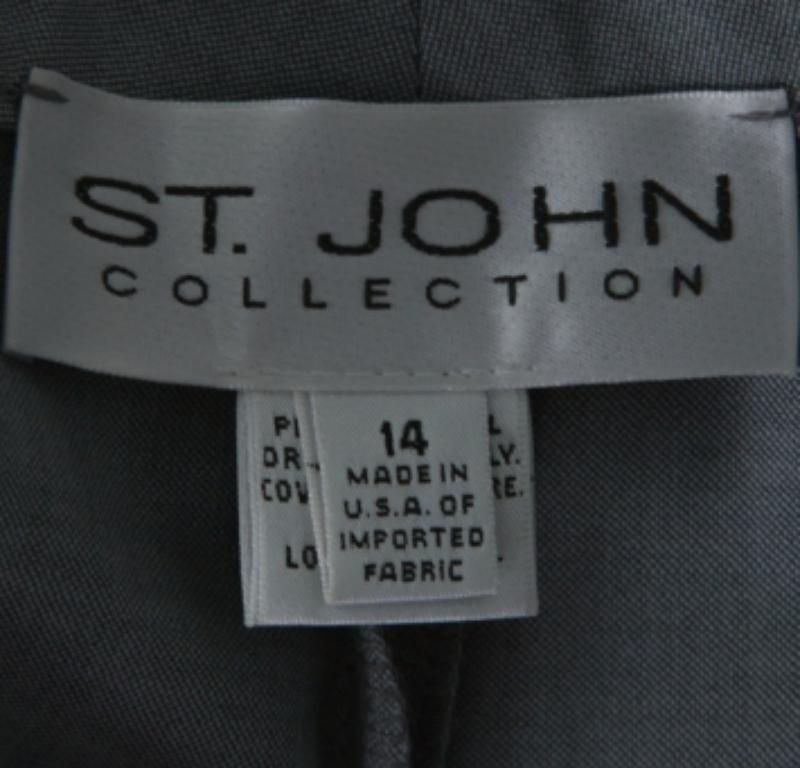 ST. JOHN
COLLECTION
14
MADE IN
U.S.A. OF
IMPORTED
FABRIC